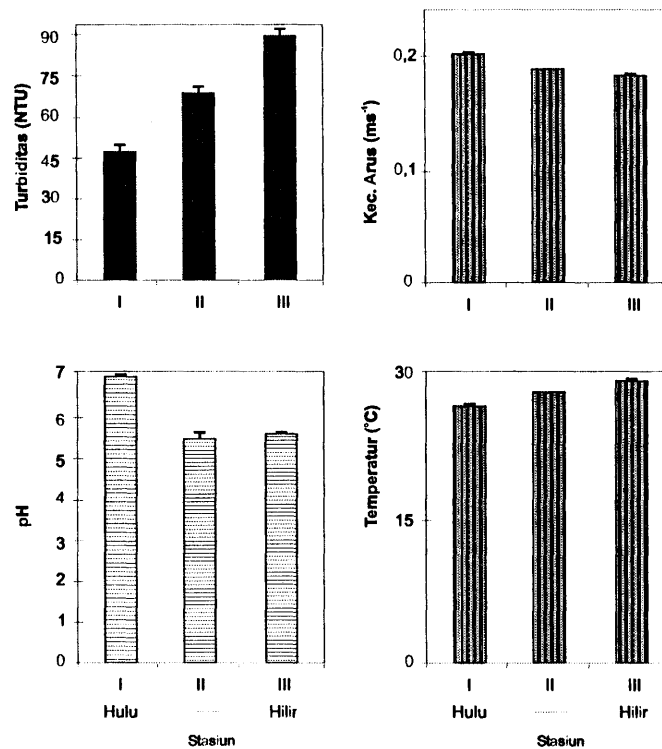 Turbiditas (NTU)
90
75
60
45
30
15
0
I II III
Kec. Arus (ms⁻¹)
0,2
0,1
0
I II III
pH
7
6
5
4
3
2
1
0
I II III
Hulu Hilir
Stasiun
Temperatur (°C)
30
15
0
I II III
Hulu Hilir
Stasiun